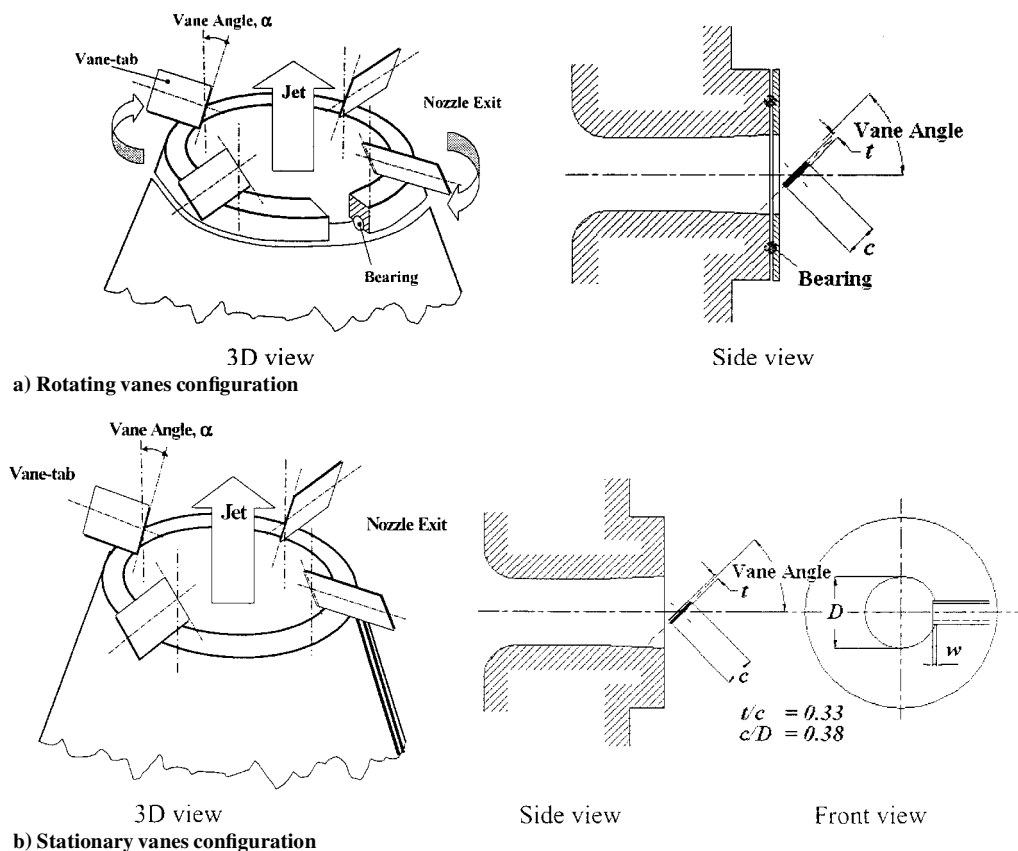 Vane Angle, α
Vane-tab
Jet
Nozzle Exit
Bearing
3D view
Vane Angle
t
c
Bearing
Side view
a) Rotating vanes configuration
Vane Angle, α
Vane-tab
Jet
Nozzle Exit
3D view
Vane Angle
t
c
t/c = 0.33
c/D = 0.38
Side view
D
w
Front view
b) Stationary vanes configuration